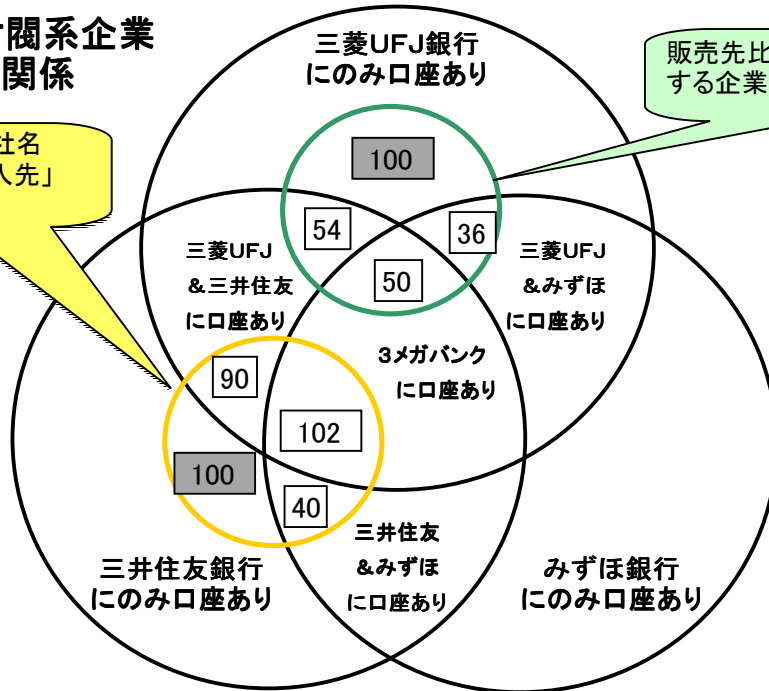 閥系企業
関係
社名
人先」
三菱UFJ銀行
にのみ口座あり
販売先比
する企業
100
54
36
50
三菱UFJ
&三井住友
に口座あり
三菱UFJ
&みずほ
に口座あり
3メガバンク
に口座あり
90
102
100
40
三井住友銀行
にのみ口座あり
三井住友
&みずほ
に口座あり
みずほ銀行
にのみ口座あり